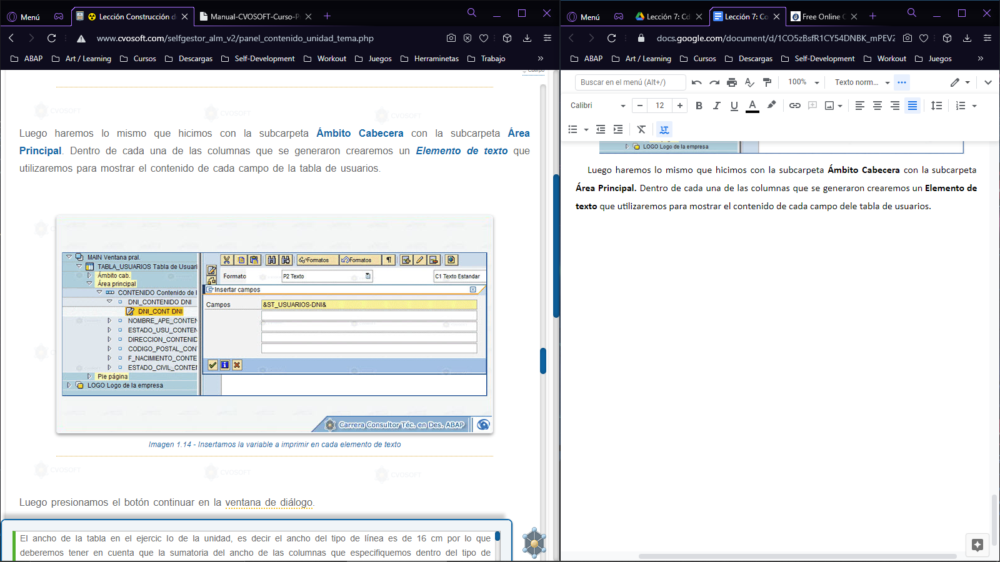 Menú
Lección Construcción d
Manual-CVOSOFT-Curso-P
www.cvosoft.com/selfgestor_alm_v2/panel_contenido_unidad_tema.php
ABAP
Art / Learning
Cursos
Descargas
Self-Development
Workout
Juegos
Herraminetas
Trabajo
»
Cuerpo
CVOSOFT
CVOSOFT
CVOSOFT
Luego haremos lo mismo que hicimos con la subcarpeta Ámbito Cabecera con la subcarpeta Área
Principal. Dentro de cada una de las columnas que se generaron crearemos un Elemento de texto que
utilizaremos para mostrar el contenido de cada campo de la tabla de usuarios.
MAIN Ventana pral.
TABLA_USUARIOS Tabla de Usuari
Ámbito cab.
Área principal
CONTENIDO Contenido de l
DNI_CONTENIDO DNI
DNI_CONT DNI
NOMBRE_APE_CONTEN
ESTADO_USU_CONTEN
DIRECCION_CONTENID
CODIGO_POSTAL_CON
F_NACIMIENTO_CONTE
ESTADO_CIVIL_CONTEN
Pie página
LOGO Logo de la empresa
Formatos
Formatos
Formato
P2 Texto
C1 Texto Estandar
Insertar campos
Campos
&ST_USUARIOS-DNI&
Carrera Consultor Téc. en Des. ABAP
Imagen 1.14 - Insertamos la variable a imprimir en cada elemento de texto
CVOSOFT
CVOSOFT
CVOSOFT
Luego presionamos el botón continuar en la ventana de diálogo.
El ancho de la tabla en el ejercic lo de la unidad, es decir el ancho del tipo de línea es de 16 cm por lo que
deberemos tener en cuenta que la sumatoria del ancho de las columnas que especifiquemos dentro del tipo de
Menú
Lección 7: Cd
Lección 7: Co
Free Online C
docs.google.com/document/d/1CO5zBsfR1CY54DNBK_mPEV2
ABAP
Art / Learning
Cursos
Descargas
Self-Development
Workout
Juegos
»
Buscar en el menú (Alt+/)
100%
Texto norm...
Calibri
12
B I U A
LOGO Logo de la empresa
Luego haremos lo mismo que hicimos con la subcarpeta Ámbito Cabecera con la subcarpeta
Área Principal. Dentro de cada una de las columnas que se generaron crearemos un Elemento de
texto que utilizaremos para mostrar el contenido de cada campo dele tabla de usuarios.